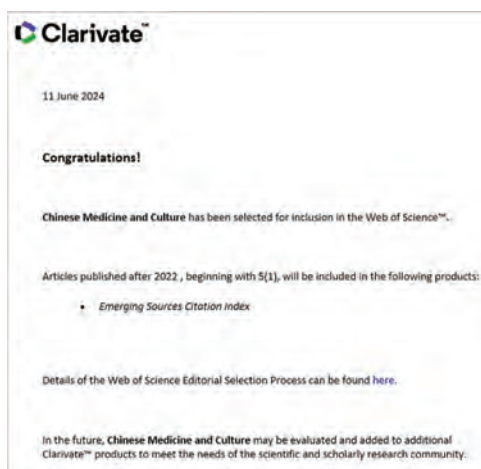 Clarivate™
11 June 2024
Congratulations!
Chinese Medicine and Culture has been selected for inclusion in the Web of Science™.
Articles published after 2022 , beginning with 5(1), will be included in the following products:
• Emerging Sources Citation Index
Details of the Web of Science Editorial Selection Process can be found here.
In the future, Chinese Medicine and Culture may be evaluated and added to additional
Clarivate™ products to meet the needs of the scientific and scholarly research community.